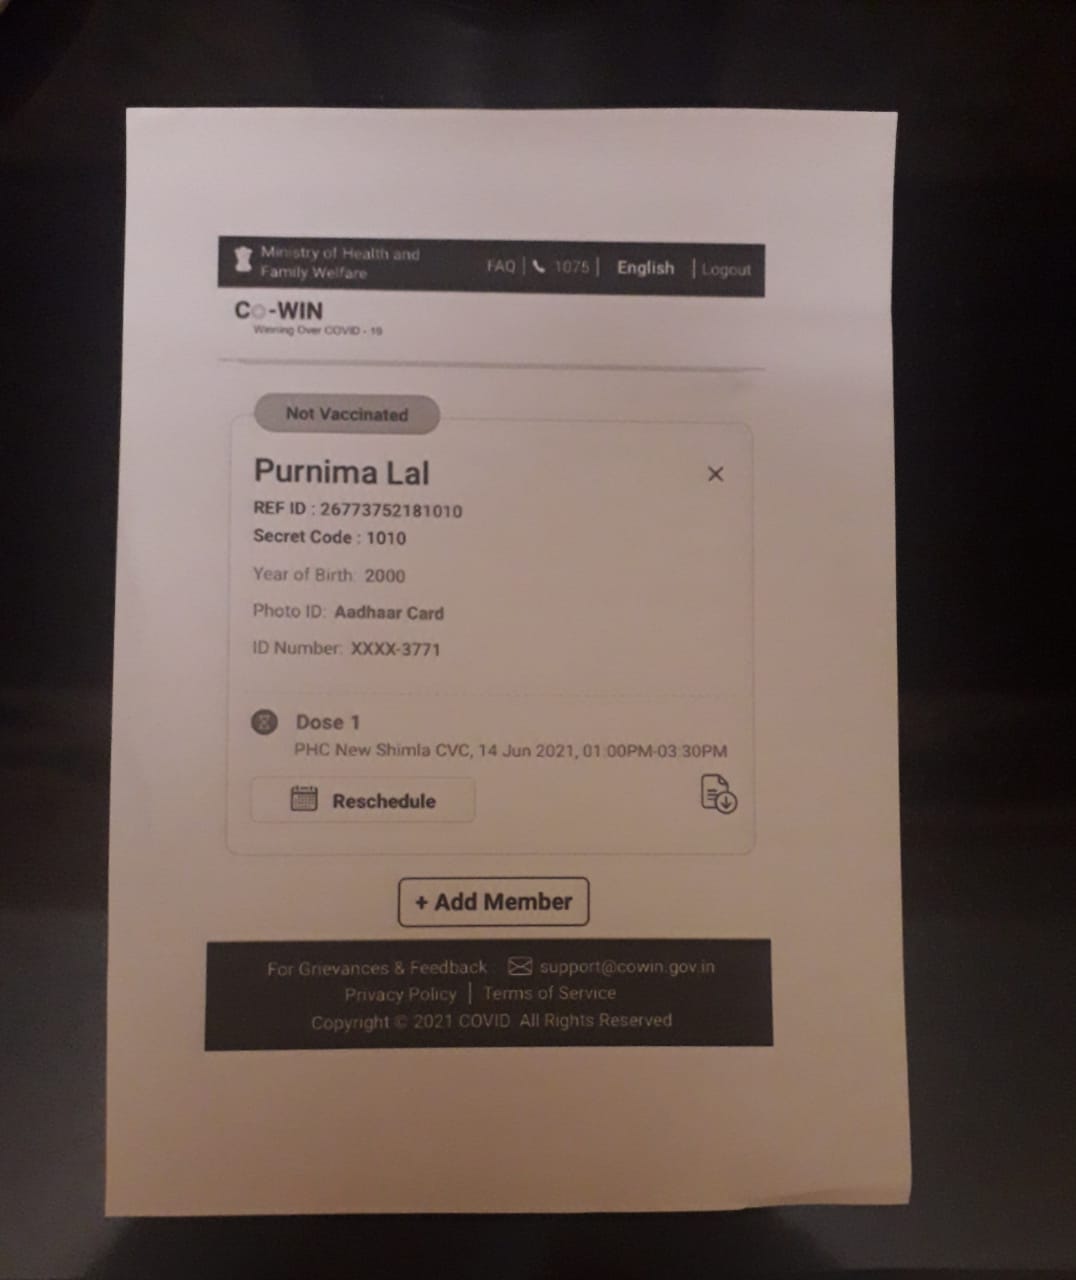 Ministry of Health and
Family Welfare
FAQ | 1075 | English | Logout
Co-WIN
Winning Over COVID - 19
Not Vaccinated
Purnima Lal
REF ID : 26773752181010
Secret Code : 1010
Year of Birth: 2000
Photo ID: Aadhaar Card
ID Number: XXXX-3771
Dose 1
PHC New Shimla CVC, 14 Jun 2021, 01:00PM-03:30PM
Reschedule
+ Add Member
For Grievances & Feedback : support@cowin.gov.in
Privacy Policy | Terms of Service
Copyright © 2021 COVID. All Rights Reserved